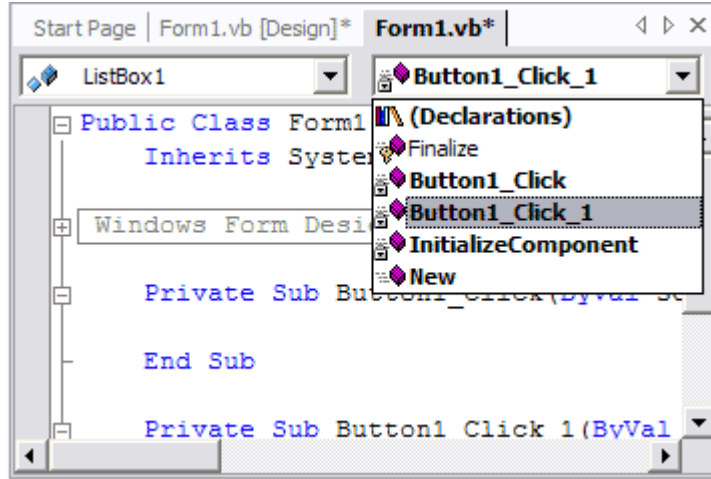 Start Page Form1.vb [Design]* Form1.vb*
ListBox1 Button1_Click_1
(Declarations)
Finalize
Button1_Click
Button1_Click_1
InitializeComponent
New
Public Class Form1
Inherits System
Windows Form Desi
Private Sub Button1_Click(ByVal
End Sub
Private Sub Button1_Click_1(ByVal